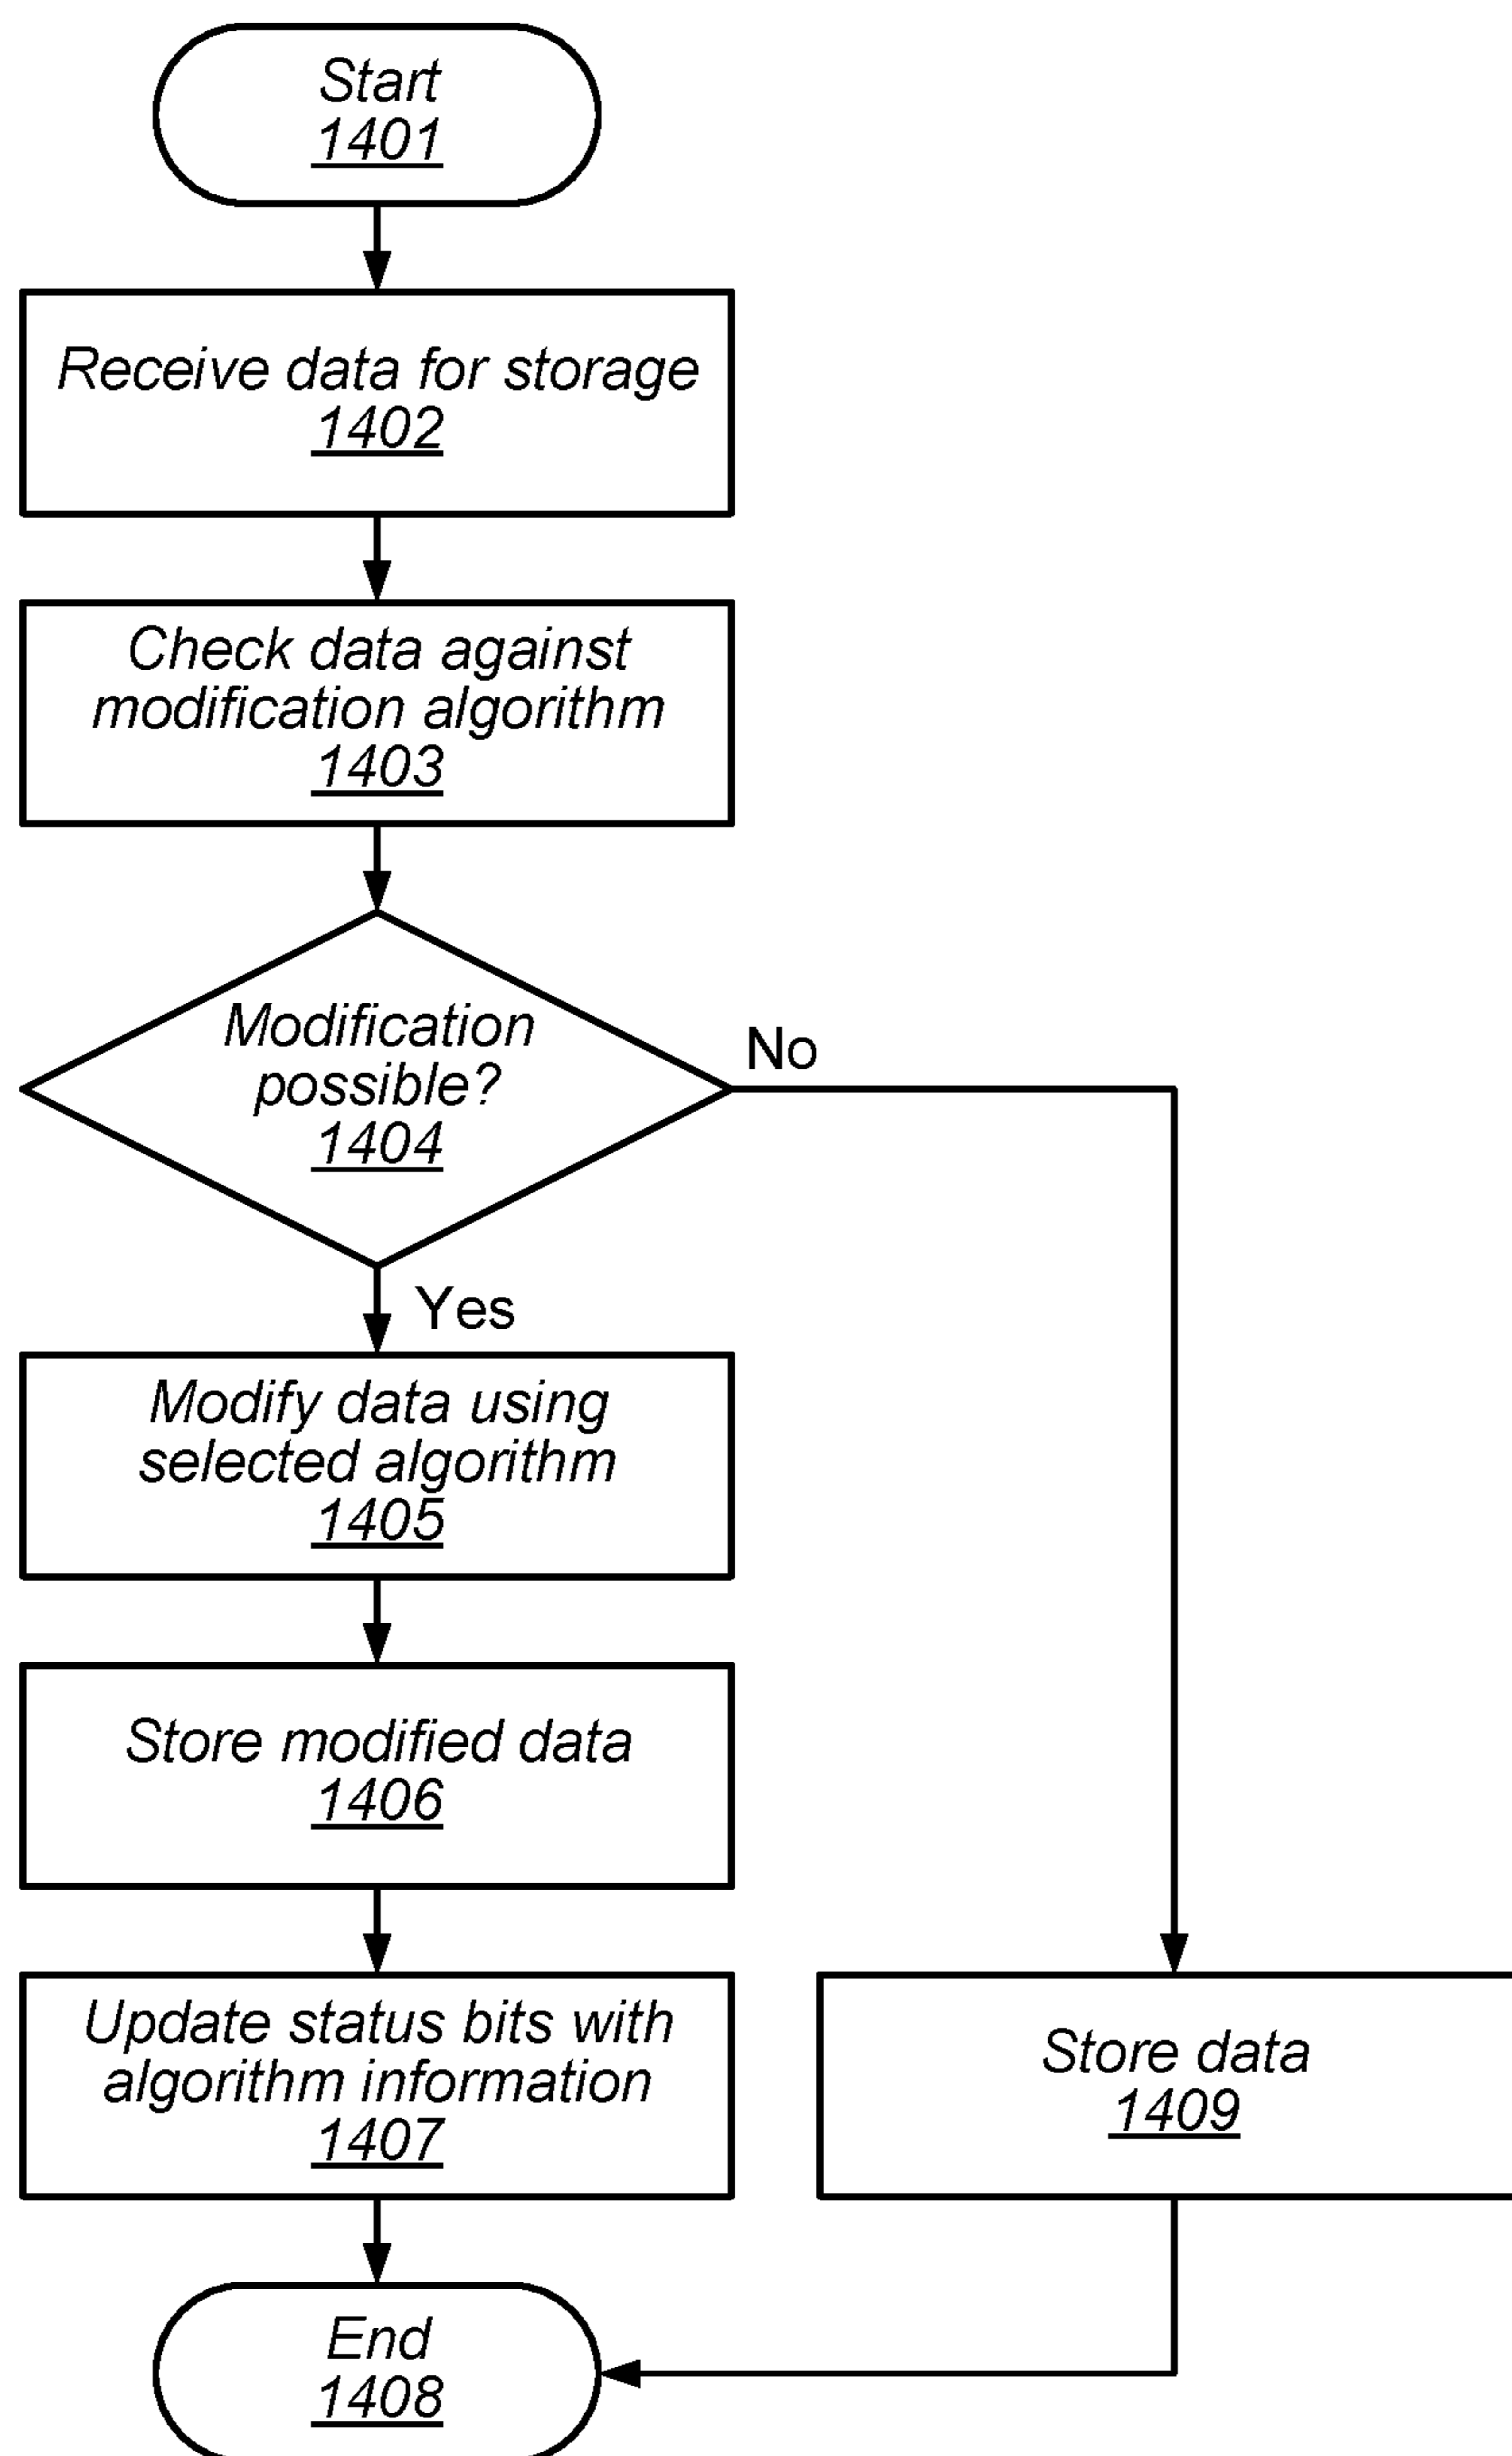 Start
1401
Receive data for storage
1402
Check data against
modification algorithm
1403
Modification
possible?
1404
No
Yes
Modify data using
selected algorithm
1405
Store modified data
1406
Update status bits with
algorithm information
1407
Store data
1409
End
1408